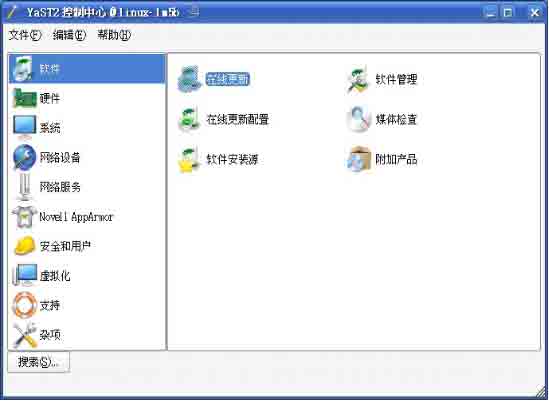 YaST2 控制中心 @ linux-lm5b
文件(F) 编辑(E) 帮助(H)
软件
硬件
系统
网络设备
网络服务
Novell AppArmor
安全和用户
虚拟化
支持
杂项
在线更新 软件管理
在线更新配置 媒体检查
软件安装源 附加产品
搜索(S)...